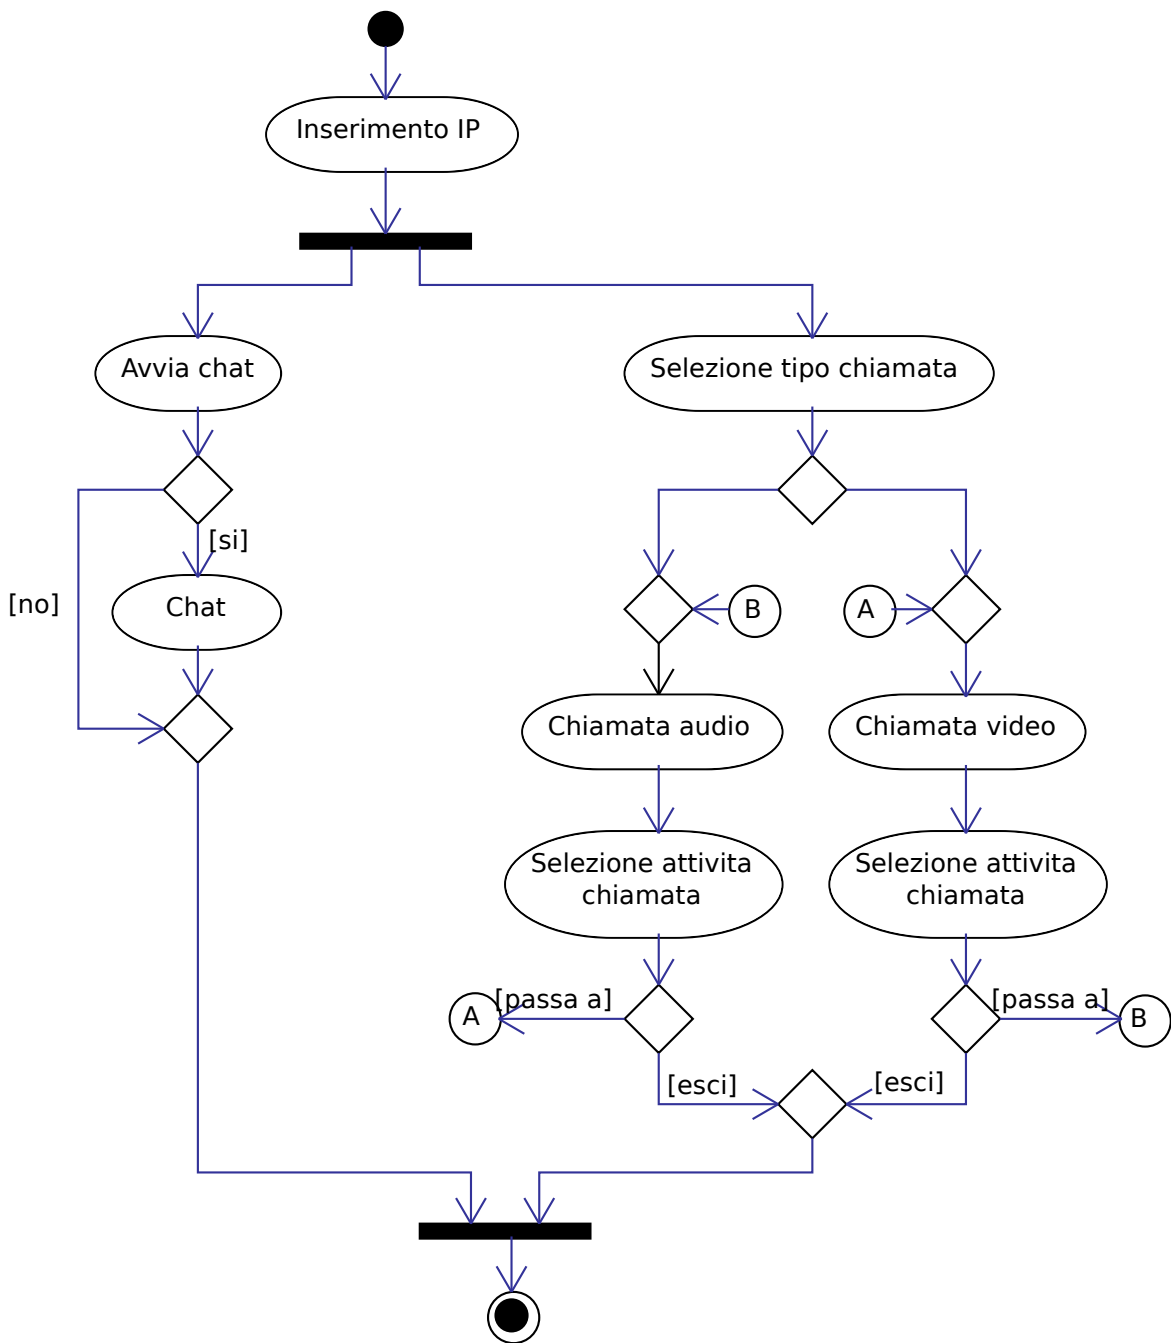 Inserimento IP
Avvia chat
Selezione tipo chiamata
[si]
[no]
Chat
B
A
Chiamata audio
Chiamata video
Selezione attivita
chiamata
Selezione attivita
chiamata
[passa a]
A
[passa a]
B
[esci]
[esci]